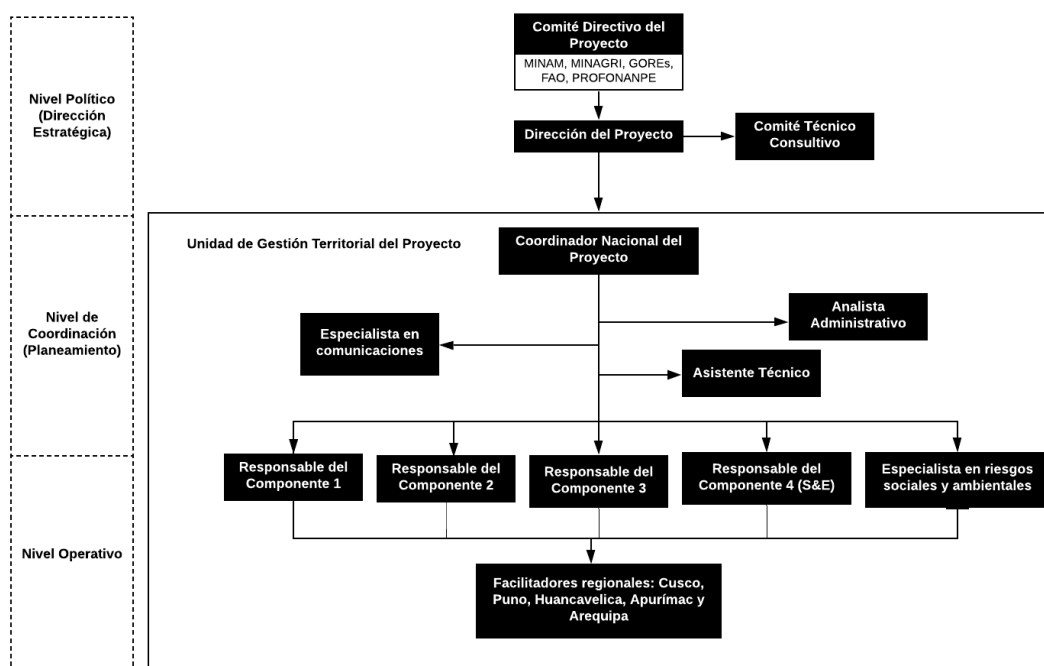 Comité Directivo del
Proyecto
MINAM, MINAGRI, GOREs,
FAO, PROFONANPE
Nivel Político
(Dirección
Estratégica)
Dirección del Proyecto
Comité Técnico
Consultivo
Unidad de Gestión Territorial del Proyecto
Coordinador Nacional del
Proyecto
Nivel de
Coordinación
(Planeamiento)
Analista
Administrativo
Especialista en
comunicaciones
Asistente Técnico
Responsable del
Componente 1
Responsable del
Componente 2
Responsable del
Componente 3
Responsable del
Componente 4 (S&E)
Especialista en riesgos
sociales y ambientales
Nivel Operativo
Facilitadores regionales: Cusco,
Puno, Huancavelica, Apurímac y
Arequipa